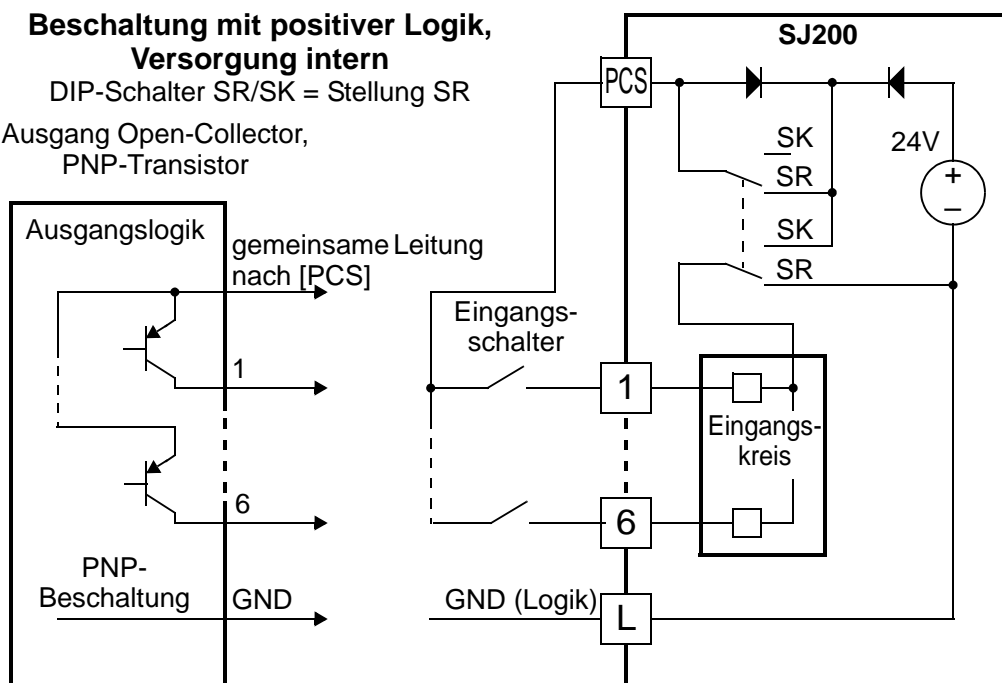 Beschaltung mit positiver Logik,
Versorgung intern
DIP-Schalter SR/SK = Stellung SR
Ausgang Open-Collector,
PNP-Transistor
Ausgangslogik
gemeinsame Leitung
nach [PCS]
1
6
PNP-
Beschaltung
GND
SJ200
PCS
SK
SR
SK
SR
24V
+
–
Eingangs-
schalter
1
Eingangs-
kreis
6
GND (Logik)
L